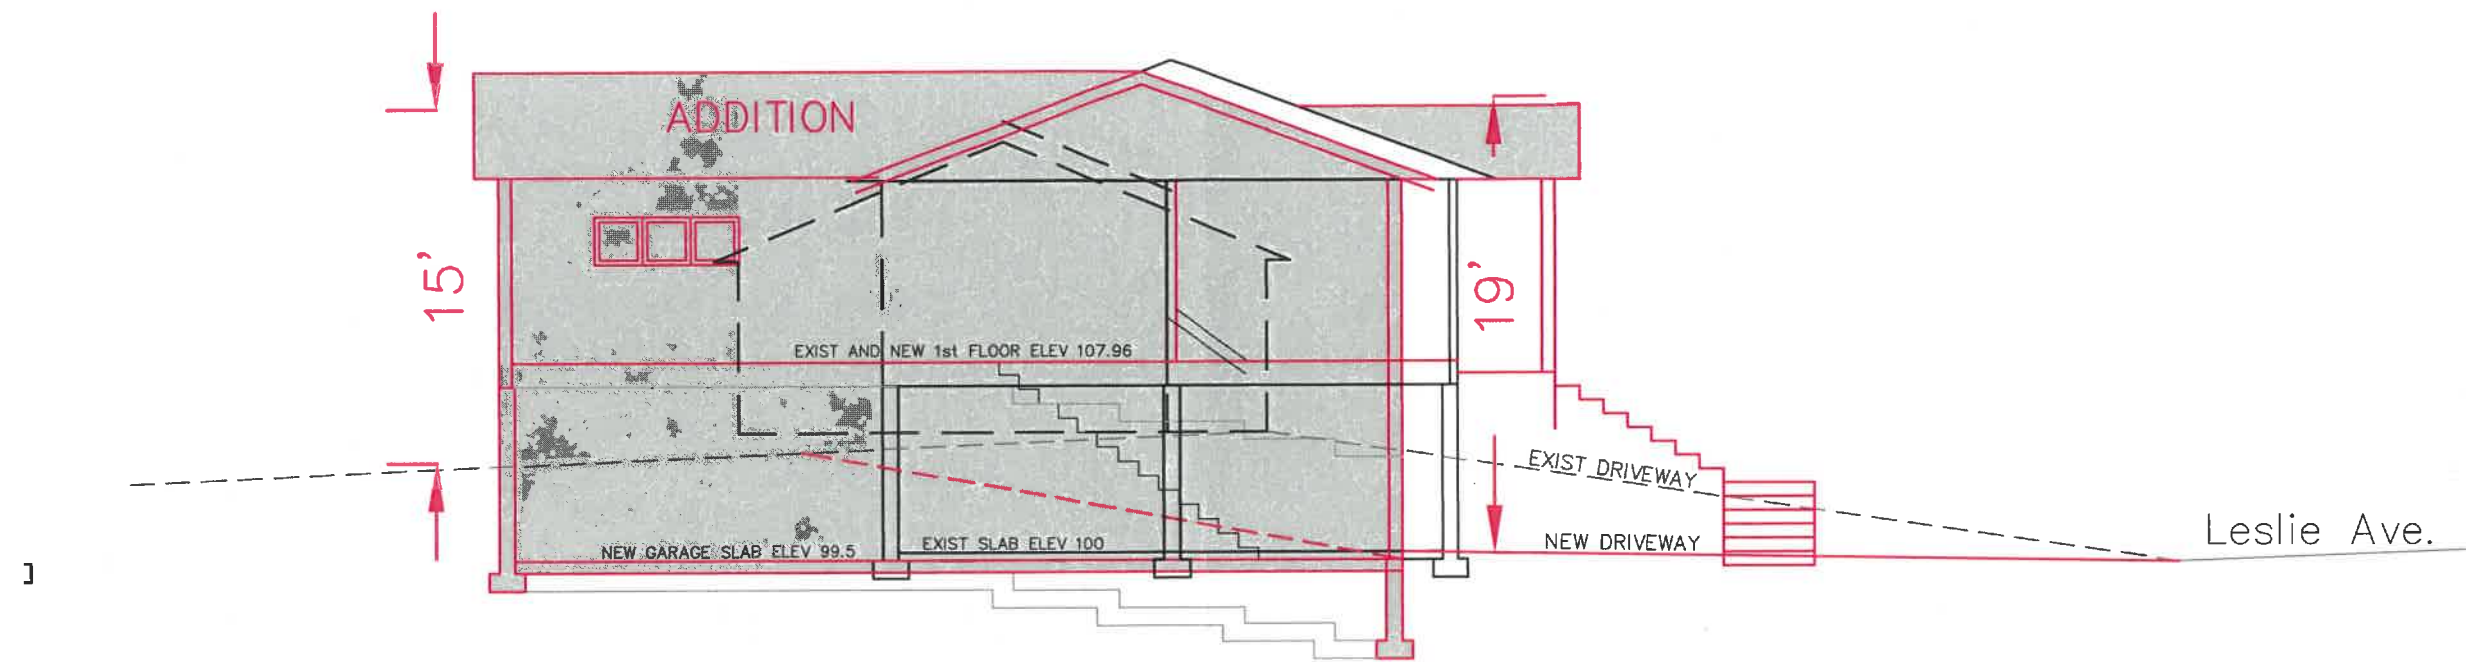 ADDITION
15'
19'
EXIST AND NEW 1st FLOOR ELEV 107.96
EXIST DRIVEWAY
NEW DRIVEWAY
Leslie Ave.
NEW GARAGE SLAB ELEV 99.5
EXIST SLAB ELEV 100
]